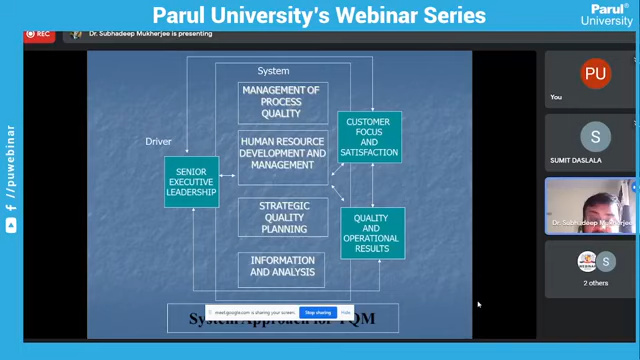 Parul University's Webinar Series
Parul®
University
REC
Dr. Subhadeep Mukherjee is presenting
System
MANAGEMENT OF
PROCESS
QUALITY
CUSTOMER
FOCUS
AND
SATISFACTION
Driver
HUMAN RESOURCE
DEVELOPMENT AND
MANAGEMENT
SENIOR
EXECUTIVE
LEADERSHIP
STRATEGIC
QUALITY
PLANNING
QUALITY
AND
OPERATIONAL
RESULTS
INFORMATION
AND ANALYSIS
meet.google.com is sharing your screen.
Stop sharing
Hide
System Approach for TQM
PU
You
S
SUMIT DASLALA
Dr. Subhadeep Mukherjee
WEBINAR
S
2 others
/puwebinar